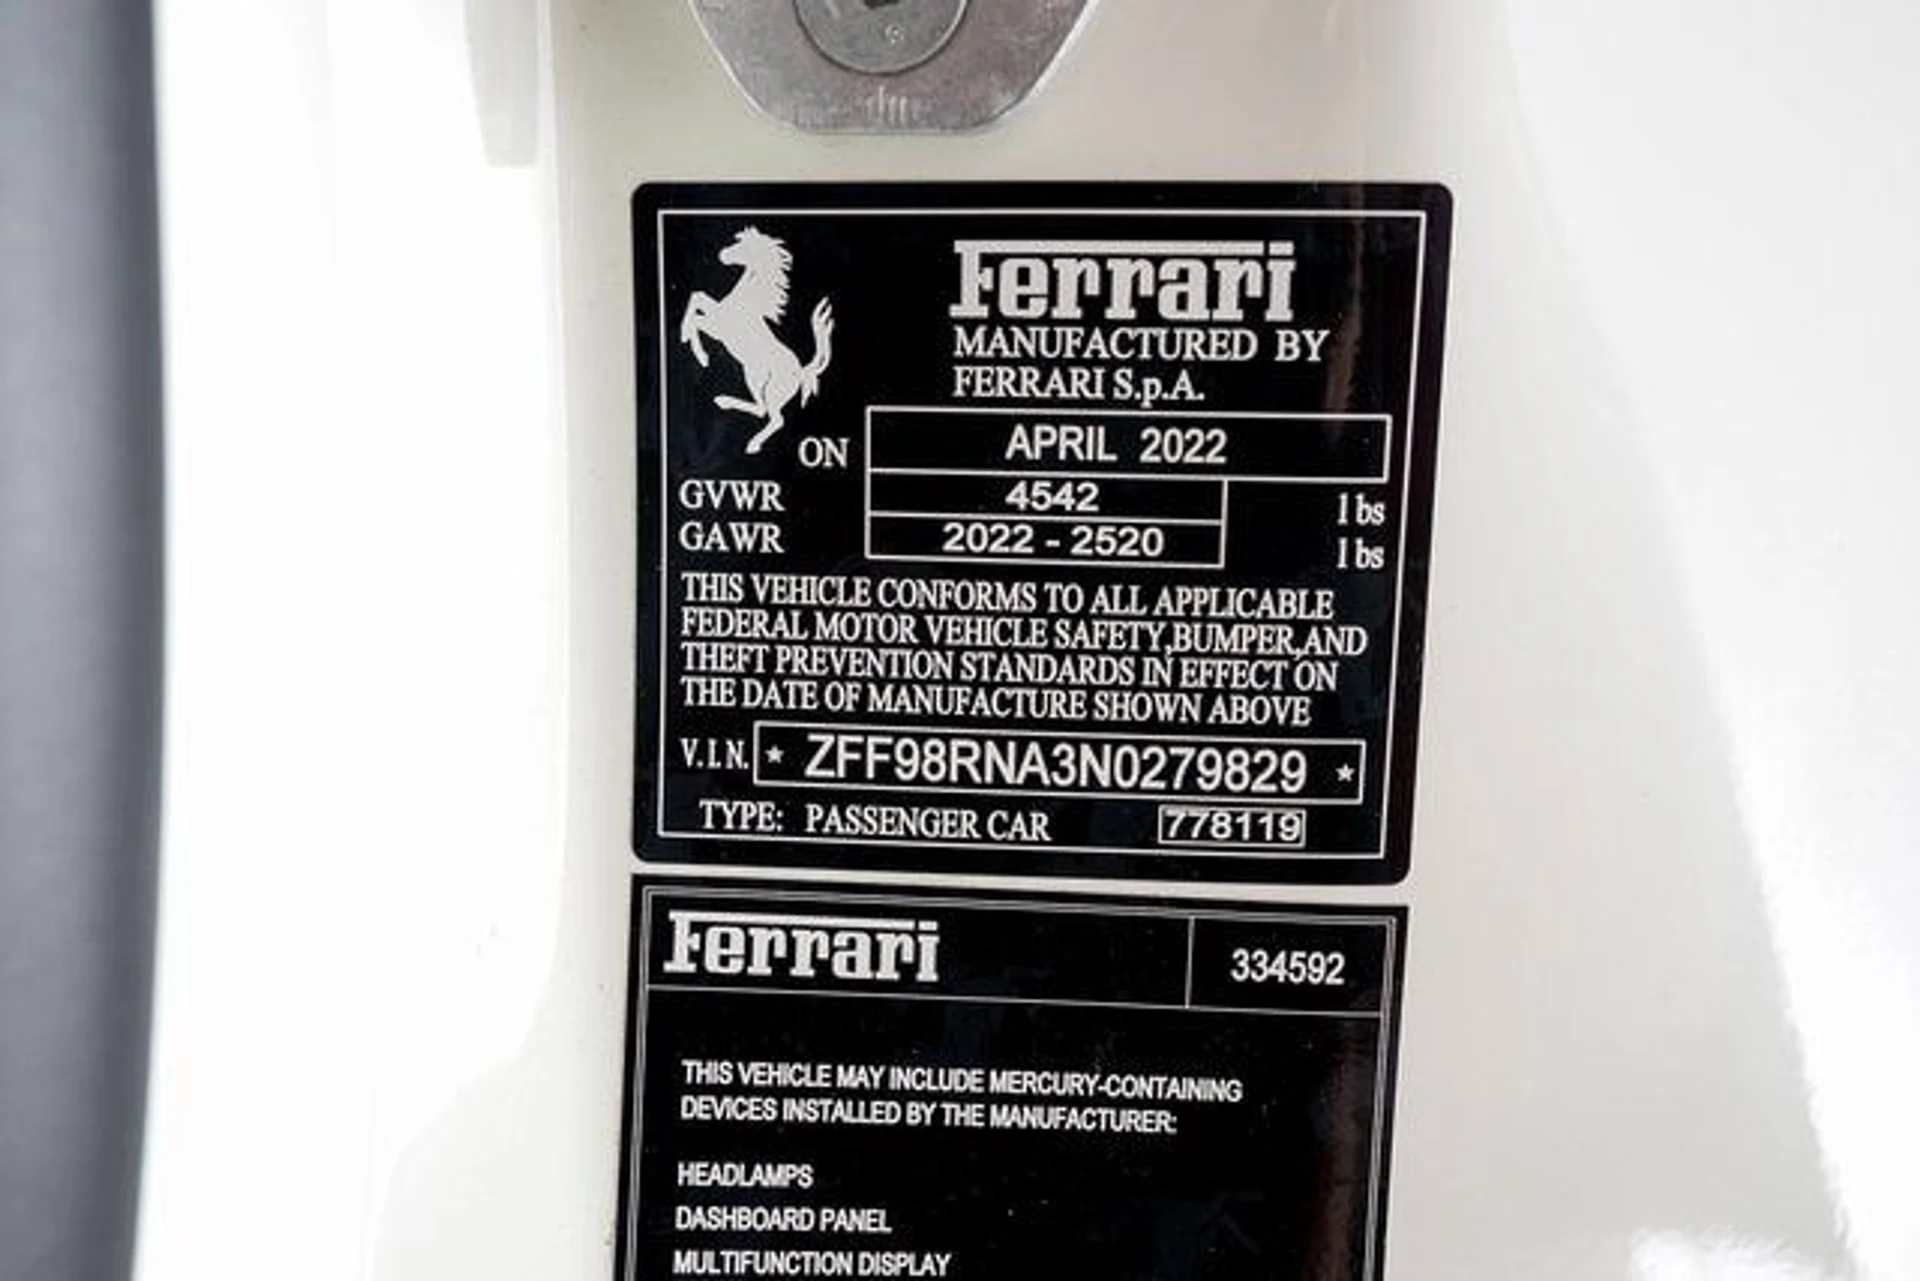 Ferrari
MANUFACTURED BY
FERRARI S.p.A.
ON APRIL 2022
GVWR 4542 lbs
GAWR 2022 - 2520 lbs
THIS VEHICLE CONFORMS TO ALL APPLICABLE
FEDERAL MOTOR VEHICLE SAFETY,BUMPER,AND
THEFT PREVENTION STANDARDS IN EFFECT ON
THE DATE OF MANUFACTURE SHOWN ABOVE
V.I.N. * ZFF98RNA3N0279829 *
TYPE: PASSENGER CAR 778119
Ferrari 334592
THIS VEHICLE MAY INCLUDE MERCURY-CONTAINING
DEVICES INSTALLED BY THE MANUFACTURER:
HEADLAMPS
DASHBOARD PANEL
MULTIFUNCTION DISPLAY